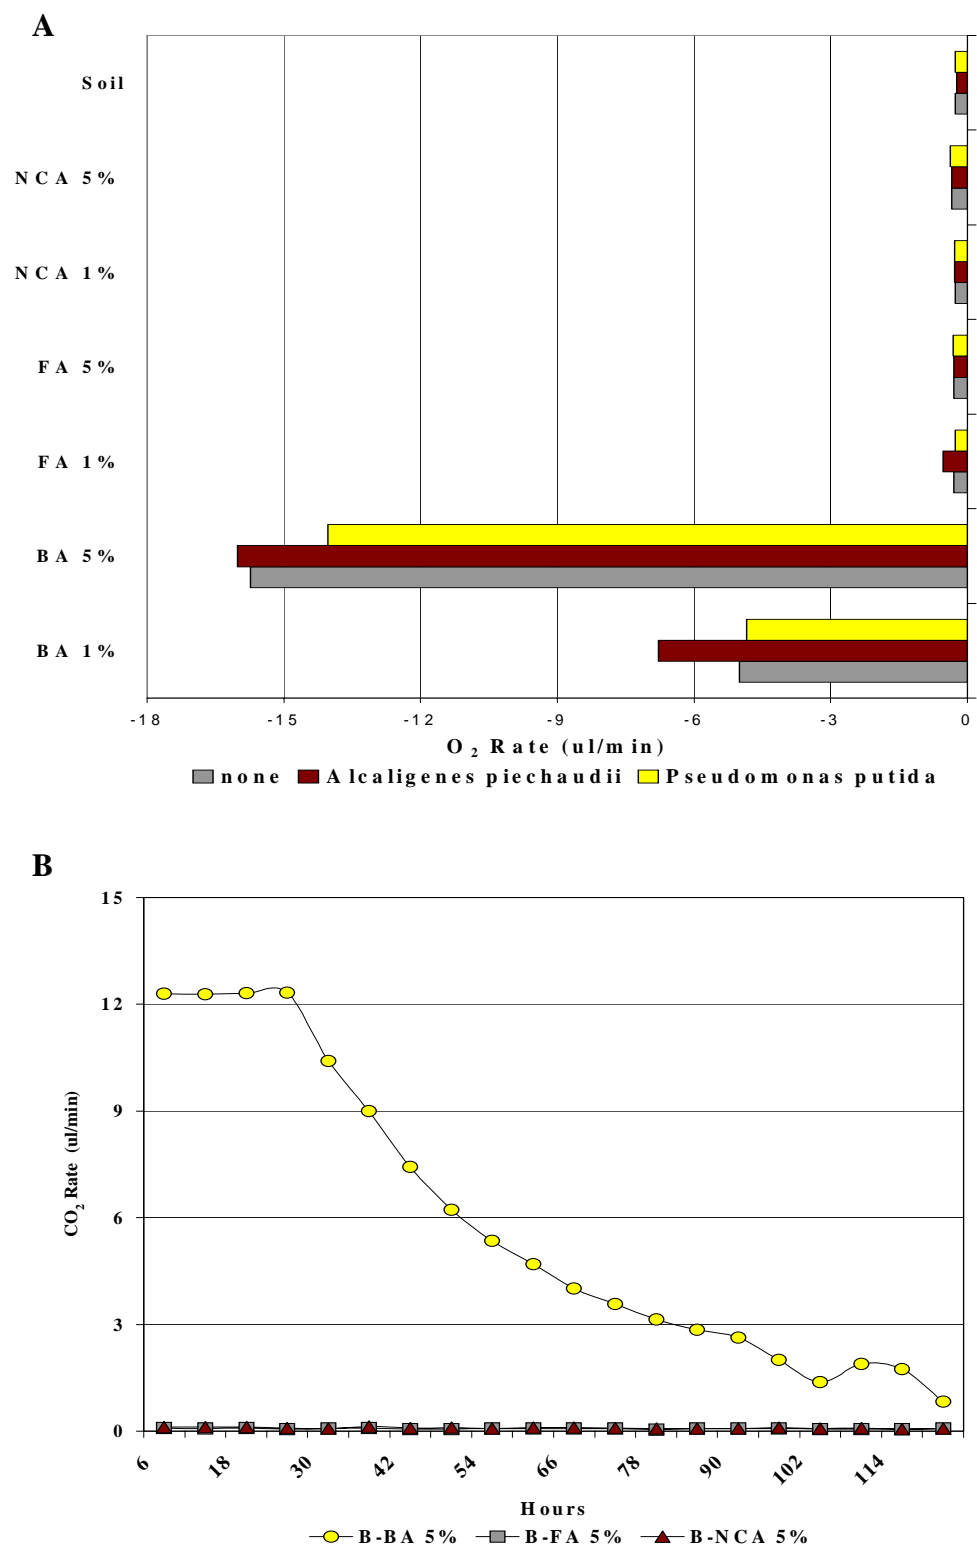 A
Soil
NCA 5%
NCA 1%
FA 5%
FA 1%
BA 5%
BA 1%
-18 -15 -12 -9 -6 -3 0
O2 Rate (ul/min)
none Alcaligenes piechaudii Pseudomonas putida
B
15
12
9
6
3
0
CO2 Rate (ul/min)
6 18 30 42 54 66 78 90 102 114
Hours
B-BA 5% B-FA 5% B-NCA 5%